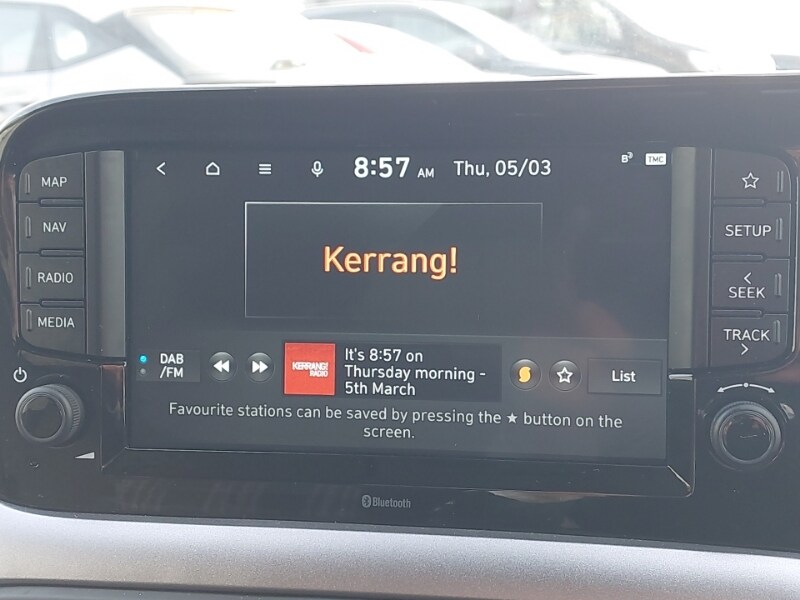 8:57 AM Thu, 05/03
B
TMC
MAP
NAV
RADIO
MEDIA
Kerrang!
DAB
/FM
KERRANG!
RADIO
It's 8:57 on
Thursday morning -
5th March
List
Favourite stations can be saved by pressing the ★ button on the
screen.
SETUP
<
SEEK
TRACK
>
Bluetooth